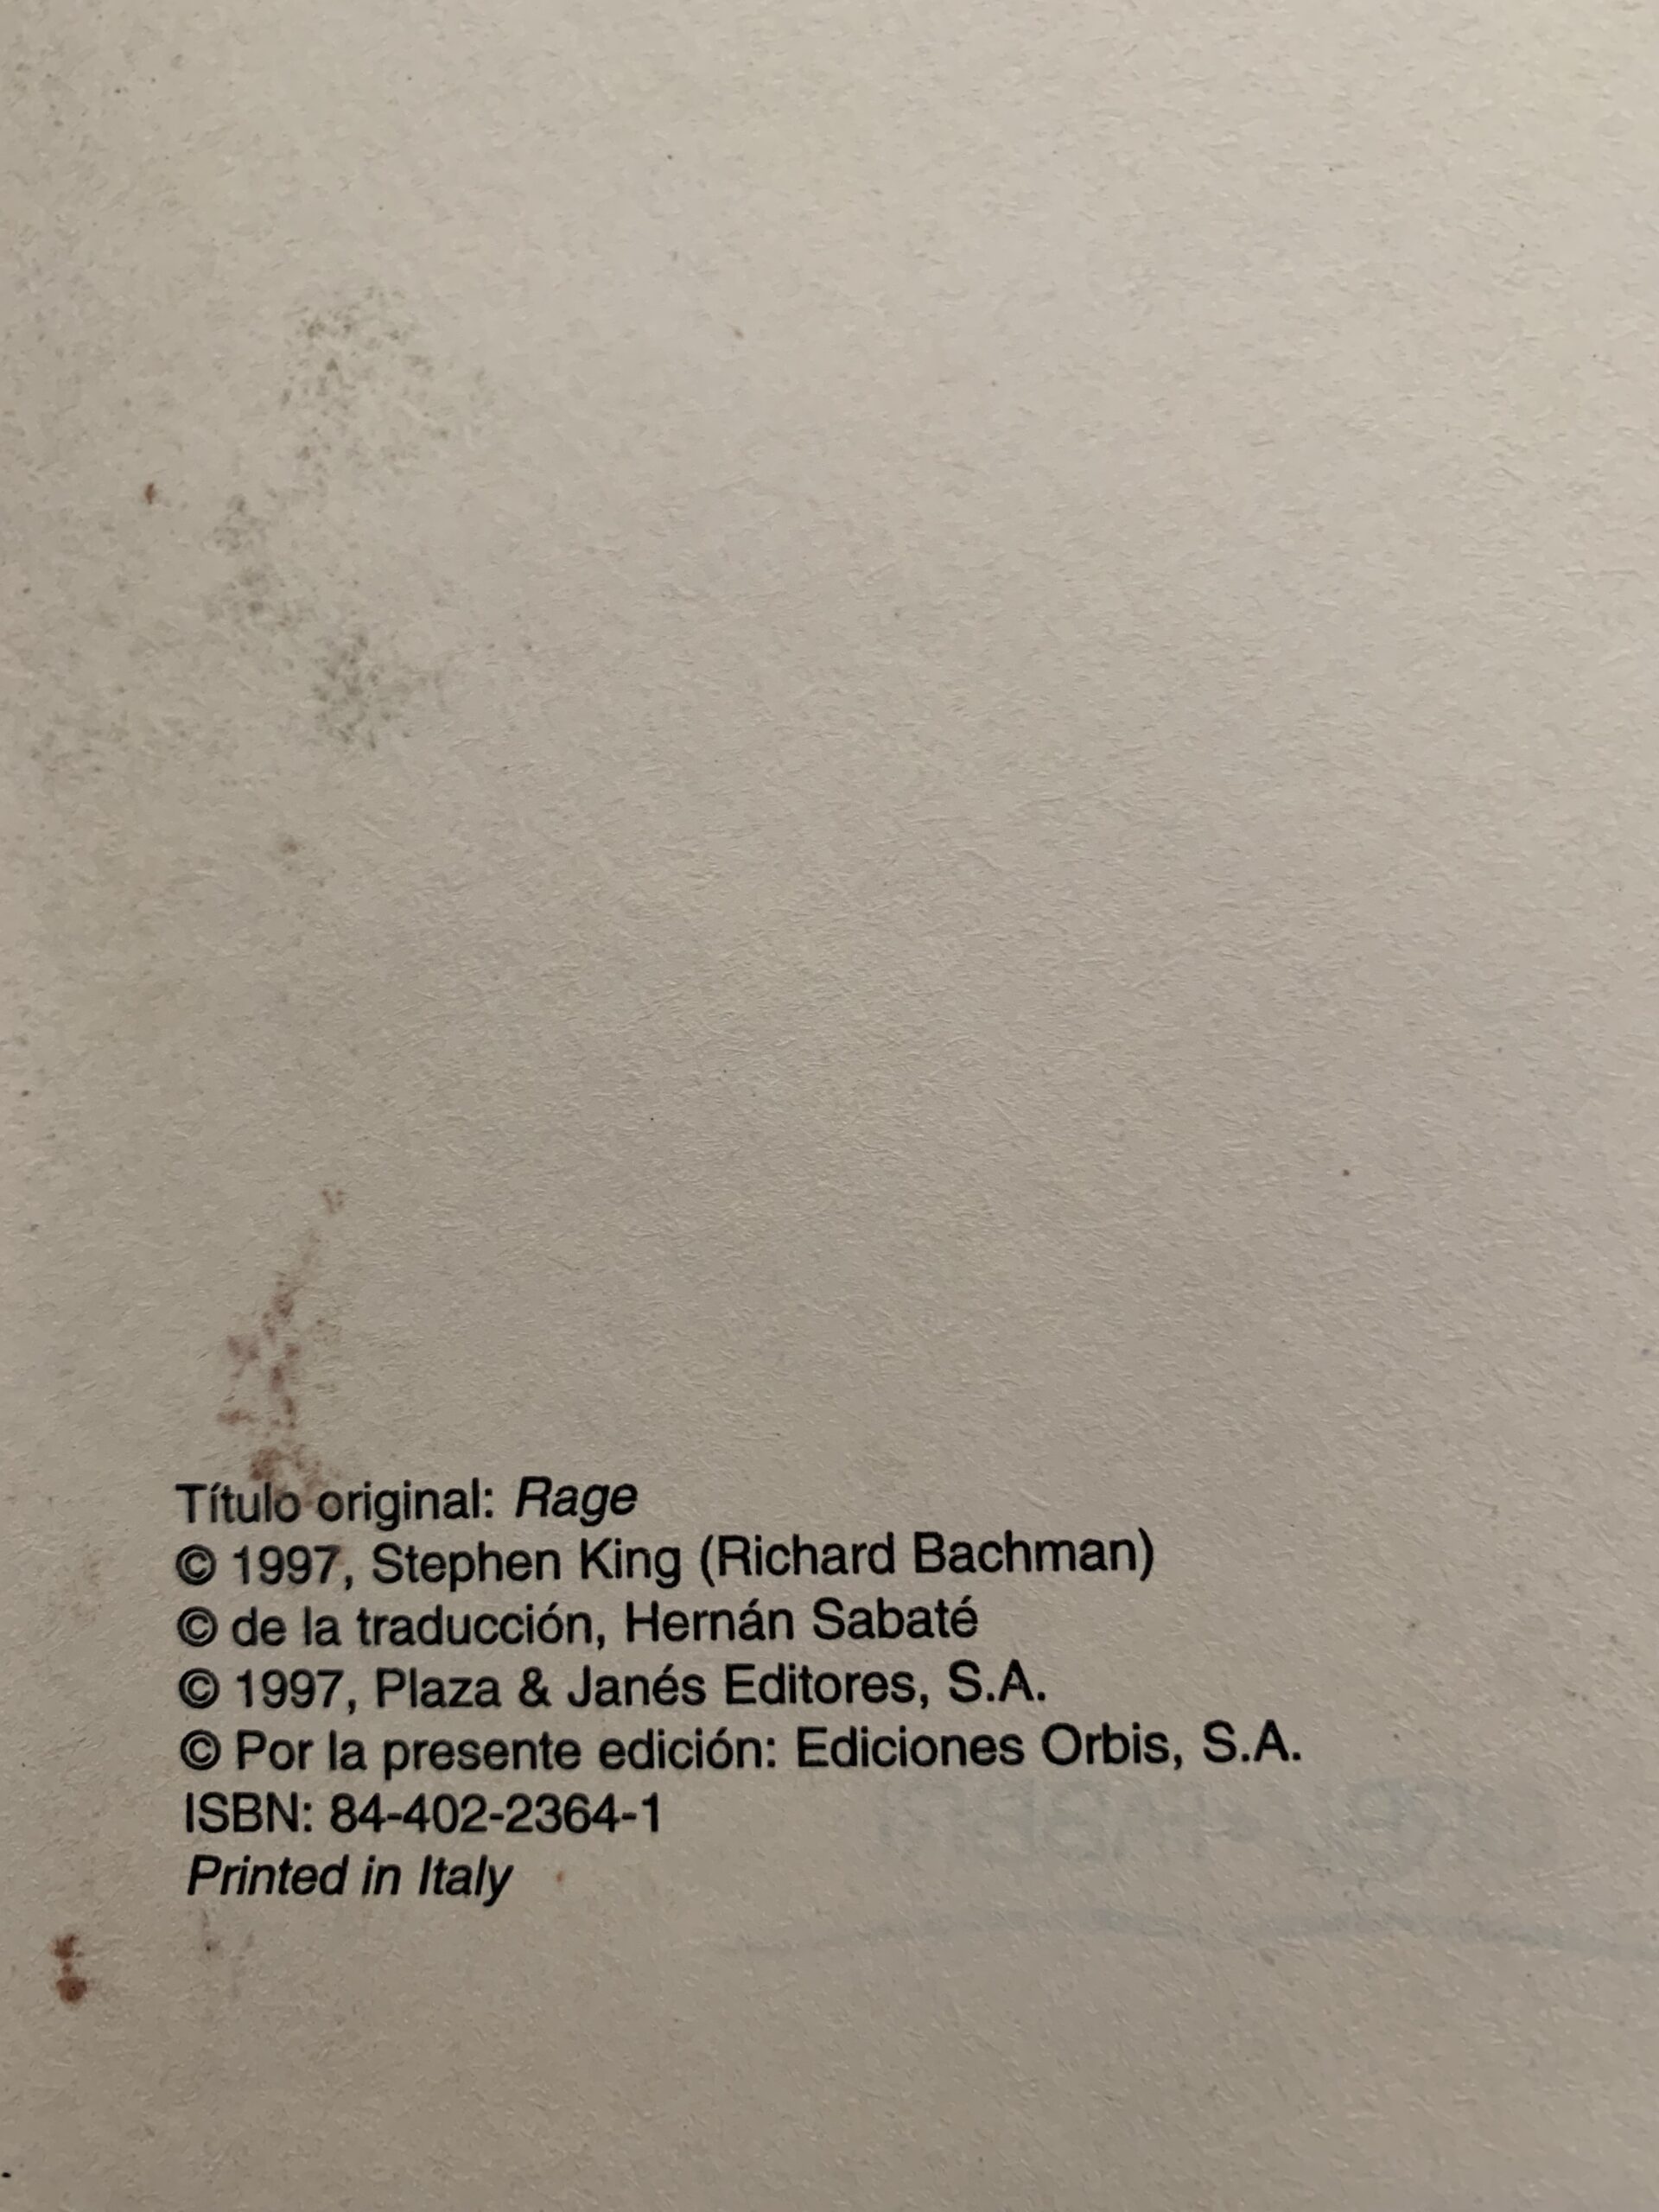 Título original: Rage
© 1997, Stephen King (Richard Bachman)
© de la traducción, Hernán Sabaté
© 1997, Plaza & Janés Editores, S.A.
© Por la presente edición: Ediciones Orbis, S.A.
ISBN: 84-402-2364-1
Printed in Italy